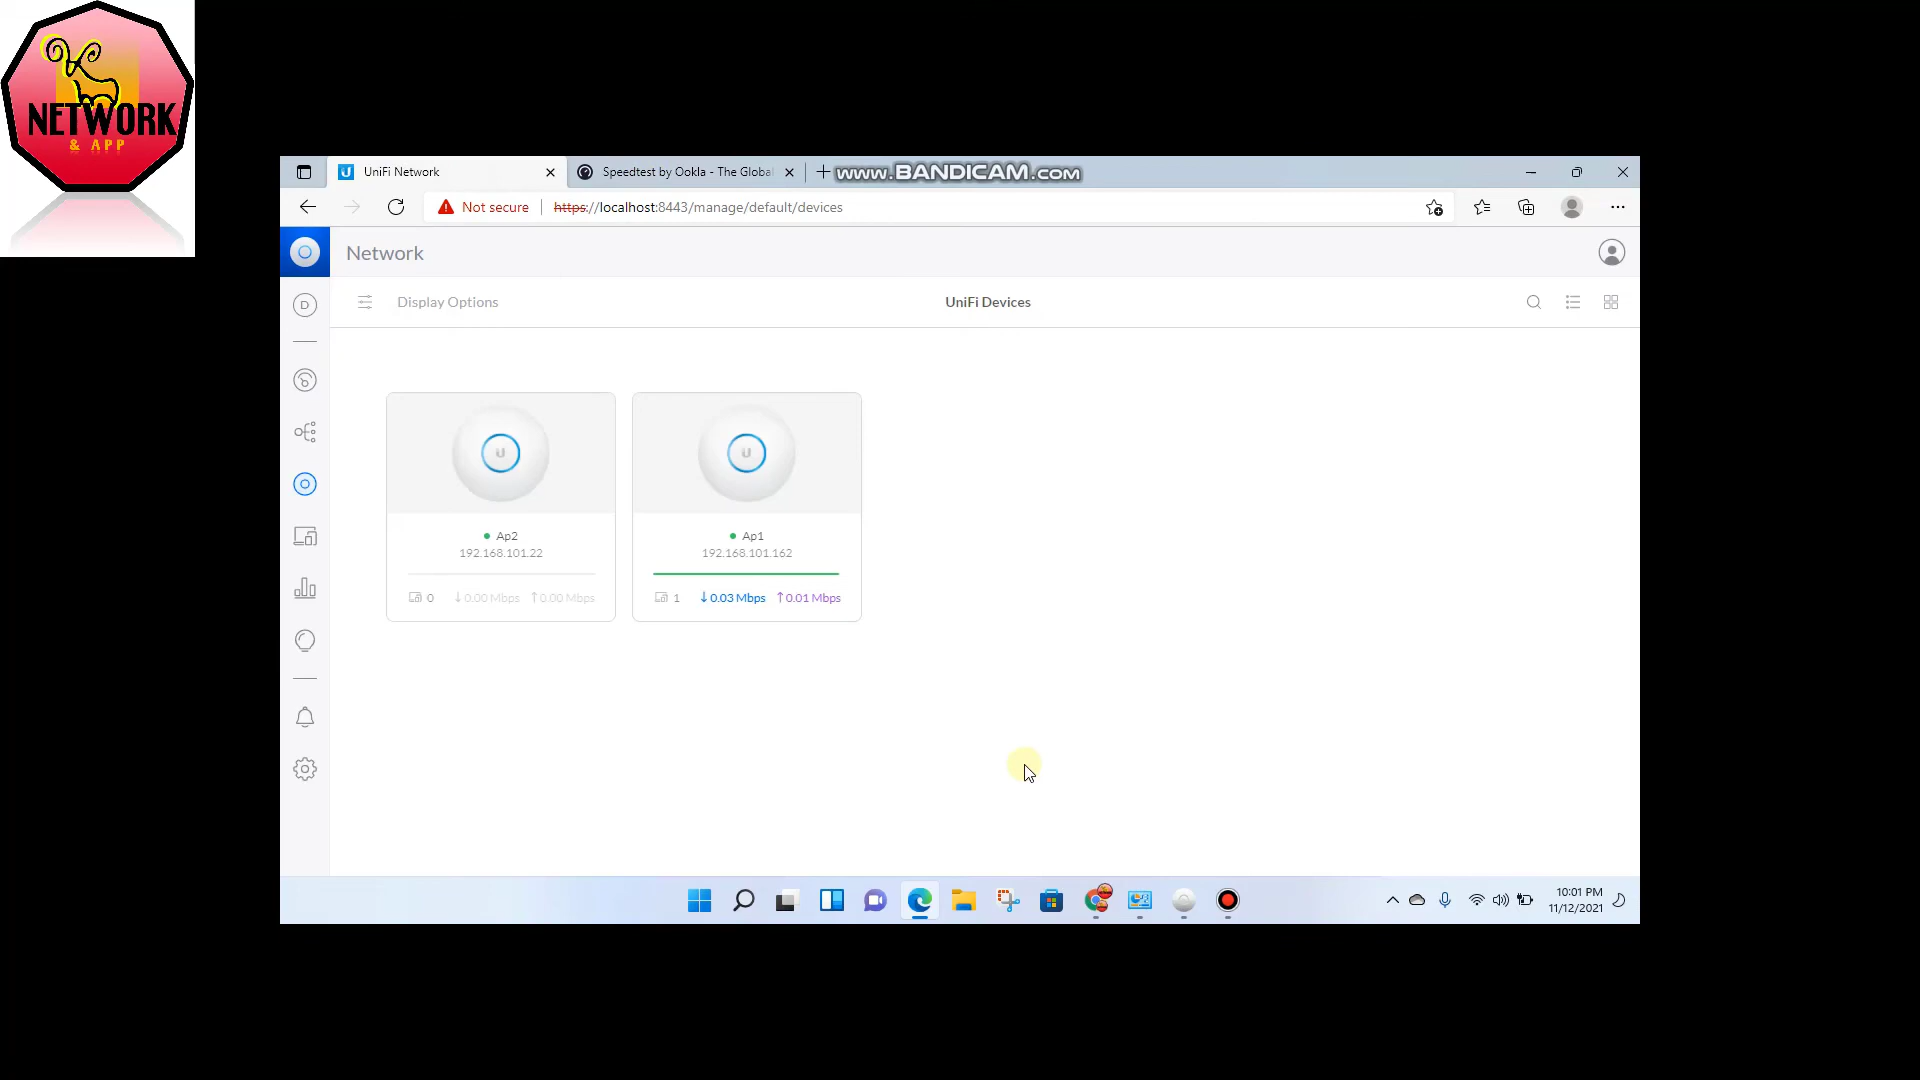 NETWORK
& APP
UniFi Network
Speedtest by Ookla - The Global
www.BANDICAM.com
Not secure
https://localhost:8443/manage/default/devices
Network
D
Display Options
UniFi Devices
U
U
Ap2
Ap1
192.168.101.22
192.168.101.162
0
↓0.00 Mbps
↑0.00 Mbps
1
↓0.03 Mbps
↑0.01 Mbps
10:01 PM
11/12/2021